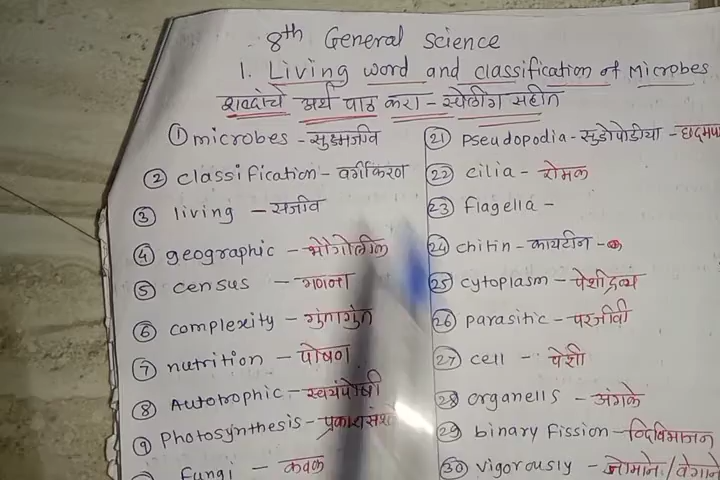 8th General Science
1. Living word and classification of Microbes
शब्दांचे अर्थ पाठ करा - स्पेलींग सहीत
① microbes - सुक्ष्मजीव
② classification - वर्गीकरण
③ living - सजीव
④ geographic - भौगोलीक
⑤ census - गणना
⑥ complexity - गुंतागुंत
⑦ nutrition - पोषण
⑧ Autotrophic - स्वयंपोषी
⑨ Photosynthesis - प्रकाशसंश
fungi - कवक
㉑ Pseudopodia - सुडोपोडीया - छद्मपा
㉒ cilia - रोमक
㉓ flagella -
㉔ chitin - कायटीन -
㉕ cytoplasm - पेशीद्रव्य
㉖ parasitic - परजीवी
㉗ cell - पेशी
㉘ organells - अंगके
㉙ binary fission - व्दिविभाजन
㉚ vigorously - जोमाने / वेगाने